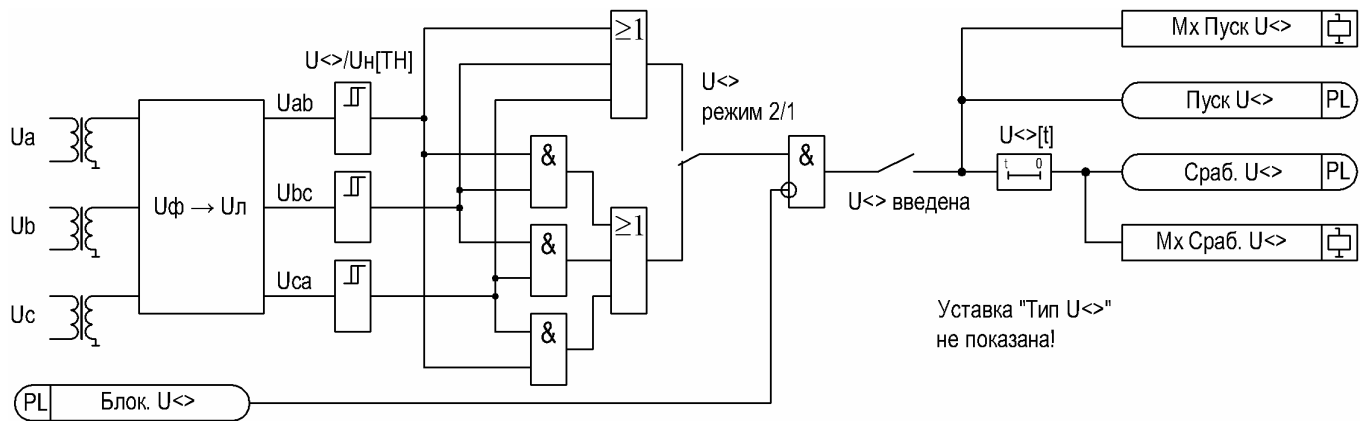 Ua
Ub
Uc
Uф → Uл
Uab
Ubc
Uca
U<>/Uн[ТН]
≥1
&
&
&
≥1
U<>
режим 2/1
&
U<> введена
U<>[t]
t 0
Мх Пуск U<>
Пуск U<> PL
Сраб. U<> PL
Мх Сраб. U<>
Уставка "Тип U<>"
не показана!
PL Блок. U<>